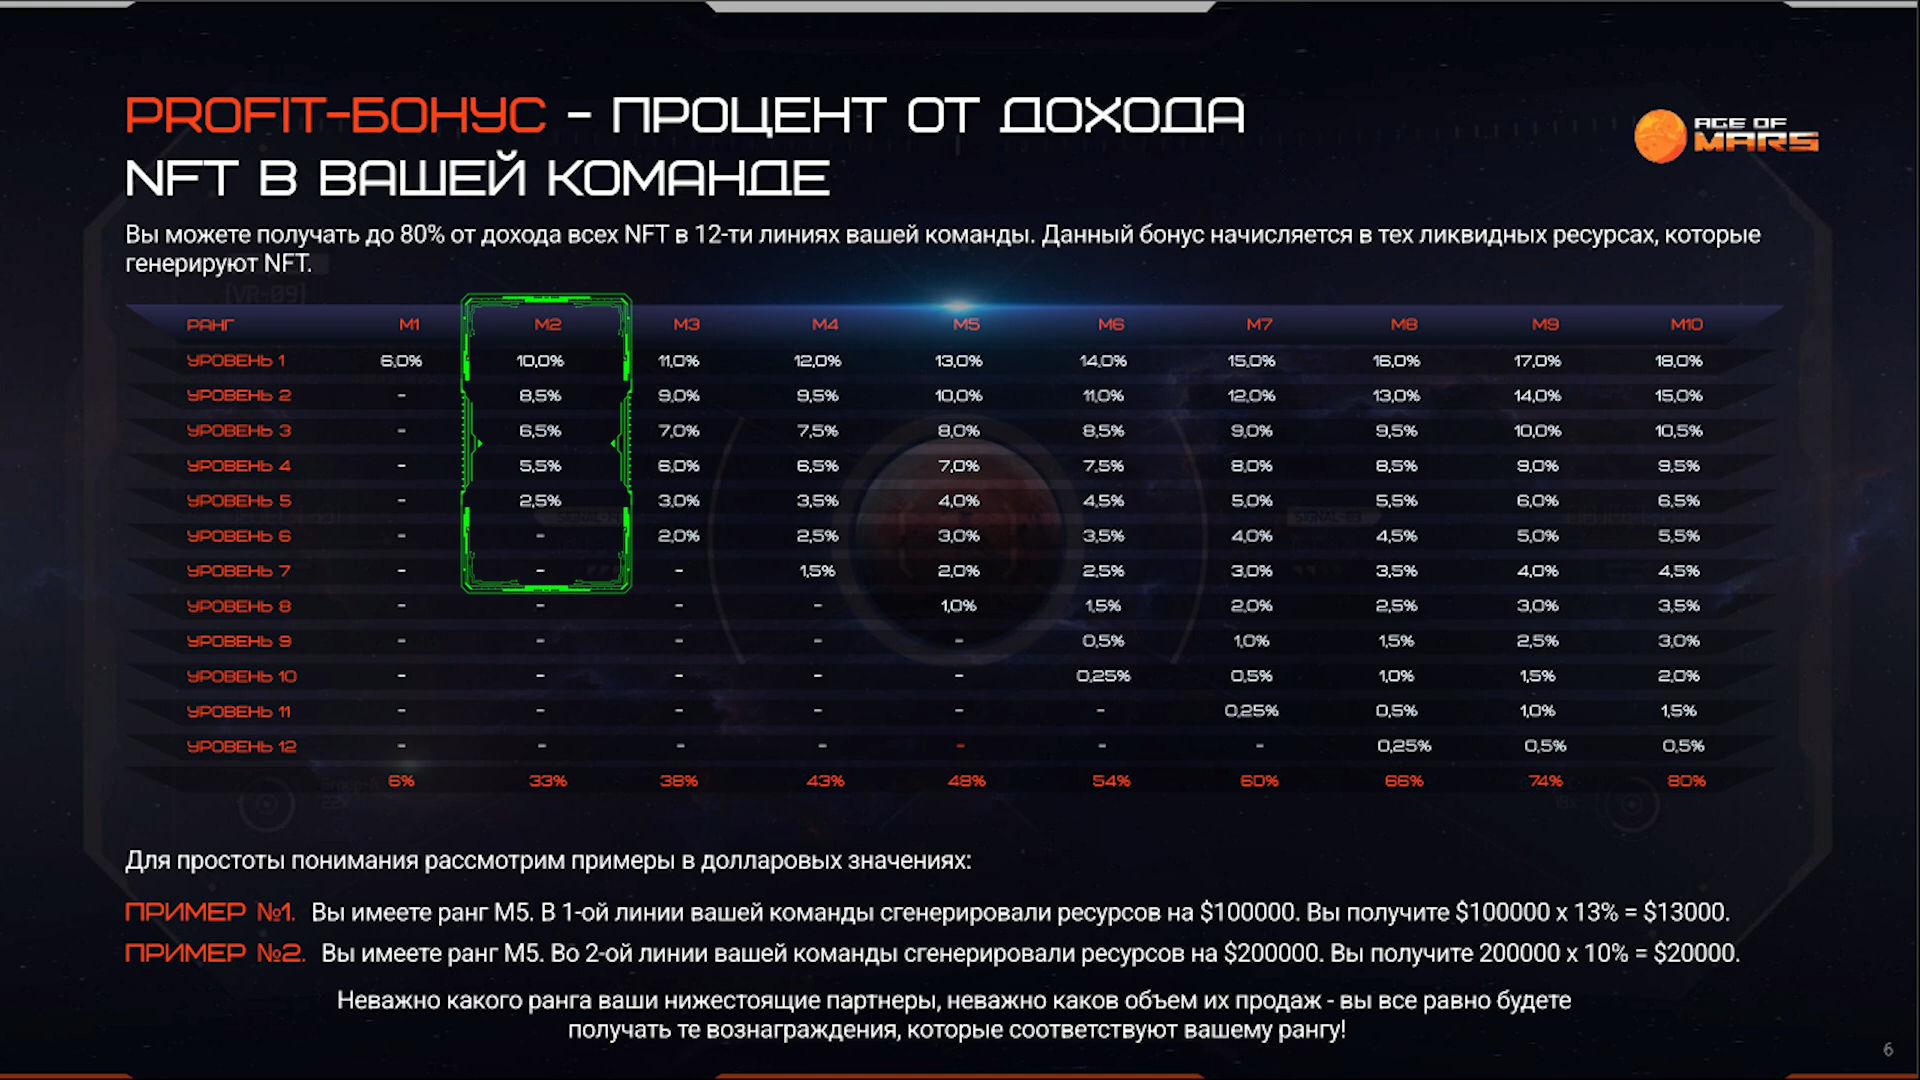 PROFIT-БОНУС - ПРОЦЕНТ ОТ ДОХОДА
NFT В ВАШЕЙ КОМАНДЕ
AGE OF
MARS
Вы можете получать до 80% от дохода всех NFT в 12-ти линиях вашей команды. Данный бонус начисляется в тех ликвидных ресурсах, которые
генерируют NFT.
[VR-09]
РАНГ M1 M2 M3 M4 M5 M6 M7 M8 M9 M10
УРОВЕНЬ 1 6,0% 10,0% 11,0% 12,0% 13,0% 14,0% 15,0% 16,0% 17,0% 18,0%
УРОВЕНЬ 2 - 8,5% 9,0% 9,5% 10,0% 11,0% 12,0% 13,0% 14,0% 15,0%
УРОВЕНЬ 3 - 6,5% 7,0% 7,5% 8,0% 8,5% 9,0% 9,5% 10,0% 10,5%
УРОВЕНЬ 4 - 5,5% 6,0% 6,5% 7,0% 7,5% 8,0% 8,5% 9,0% 9,5%
УРОВЕНЬ 5 - 2,5% 3,0% 3,5% 4,0% 4,5% 5,0% 5,5% 6,0% 6,5%
УРОВЕНЬ 6 - - 2,0% 2,5% 3,0% 3,5% 4,0% 4,5% 5,0% 5,5%
УРОВЕНЬ 7 - - - 1,5% 2,0% 2,5% 3,0% 3,5% 4,0% 4,5%
УРОВЕНЬ 8 - - - - 1,0% 1,5% 2,0% 2,5% 3,0% 3,5%
УРОВЕНЬ 9 - - - - - 0,5% 1,0% 1,5% 2,5% 3,0%
УРОВЕНЬ 10 - - - - - 0,25% 0,5% 1,0% 1,5% 2,0%
УРОВЕНЬ 11 - - - - - - 0,25% 0,5% 1,0% 1,5%
УРОВЕНЬ 12 - - - - - - - 0,25% 0,5% 0,5%
6% 33% 38% 43% 48% 54% 60% 66% 74% 80%
Для простоты понимания рассмотрим примеры в долларовых значениях:
ПРИМЕР №1. Вы имеете ранг M5. В 1-ой линии вашей команды сгенерировали ресурсов на $100000. Вы получите $100000 x 13% = $13000.
ПРИМЕР №2. Вы имеете ранг M5. Во 2-ой линии вашей команды сгенерировали ресурсов на $200000. Вы получите 200000 x 10% = $20000.
Неважно какого ранга ваши нижестоящие партнеры, неважно каков объем их продаж - вы все равно будете
получать те вознаграждения, которые соответствуют вашему рангу!
6